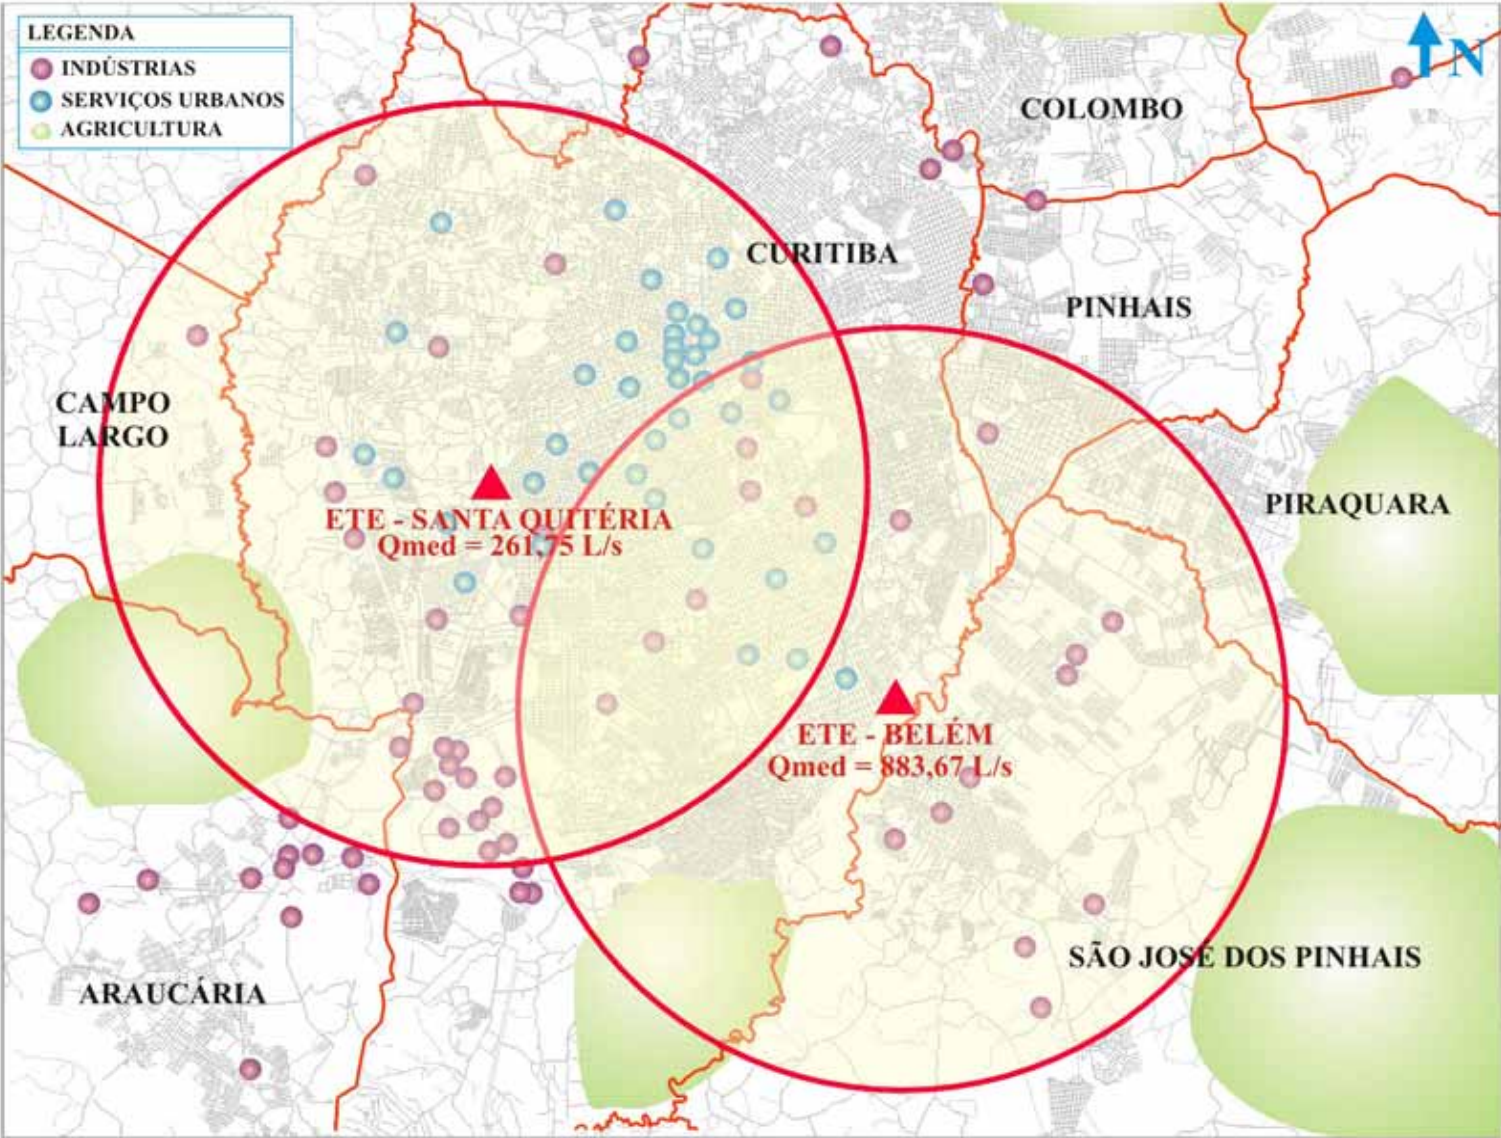 LEGENDA
INDÚSTRIAS
SERVIÇOS URBANOS
AGRICULTURA
N
COLOMBO
CURITIBA
PINHAIS
CAMPO
LARGO
PIRAQUARA
ETE - SANTA QUITÉRIA
Qmed = 261,75 L/s
ETE - BELÉM
Qmed = 883,67 L/s
SÃO JOSÉ DOS PINHAIS
ARAUCÁRIA